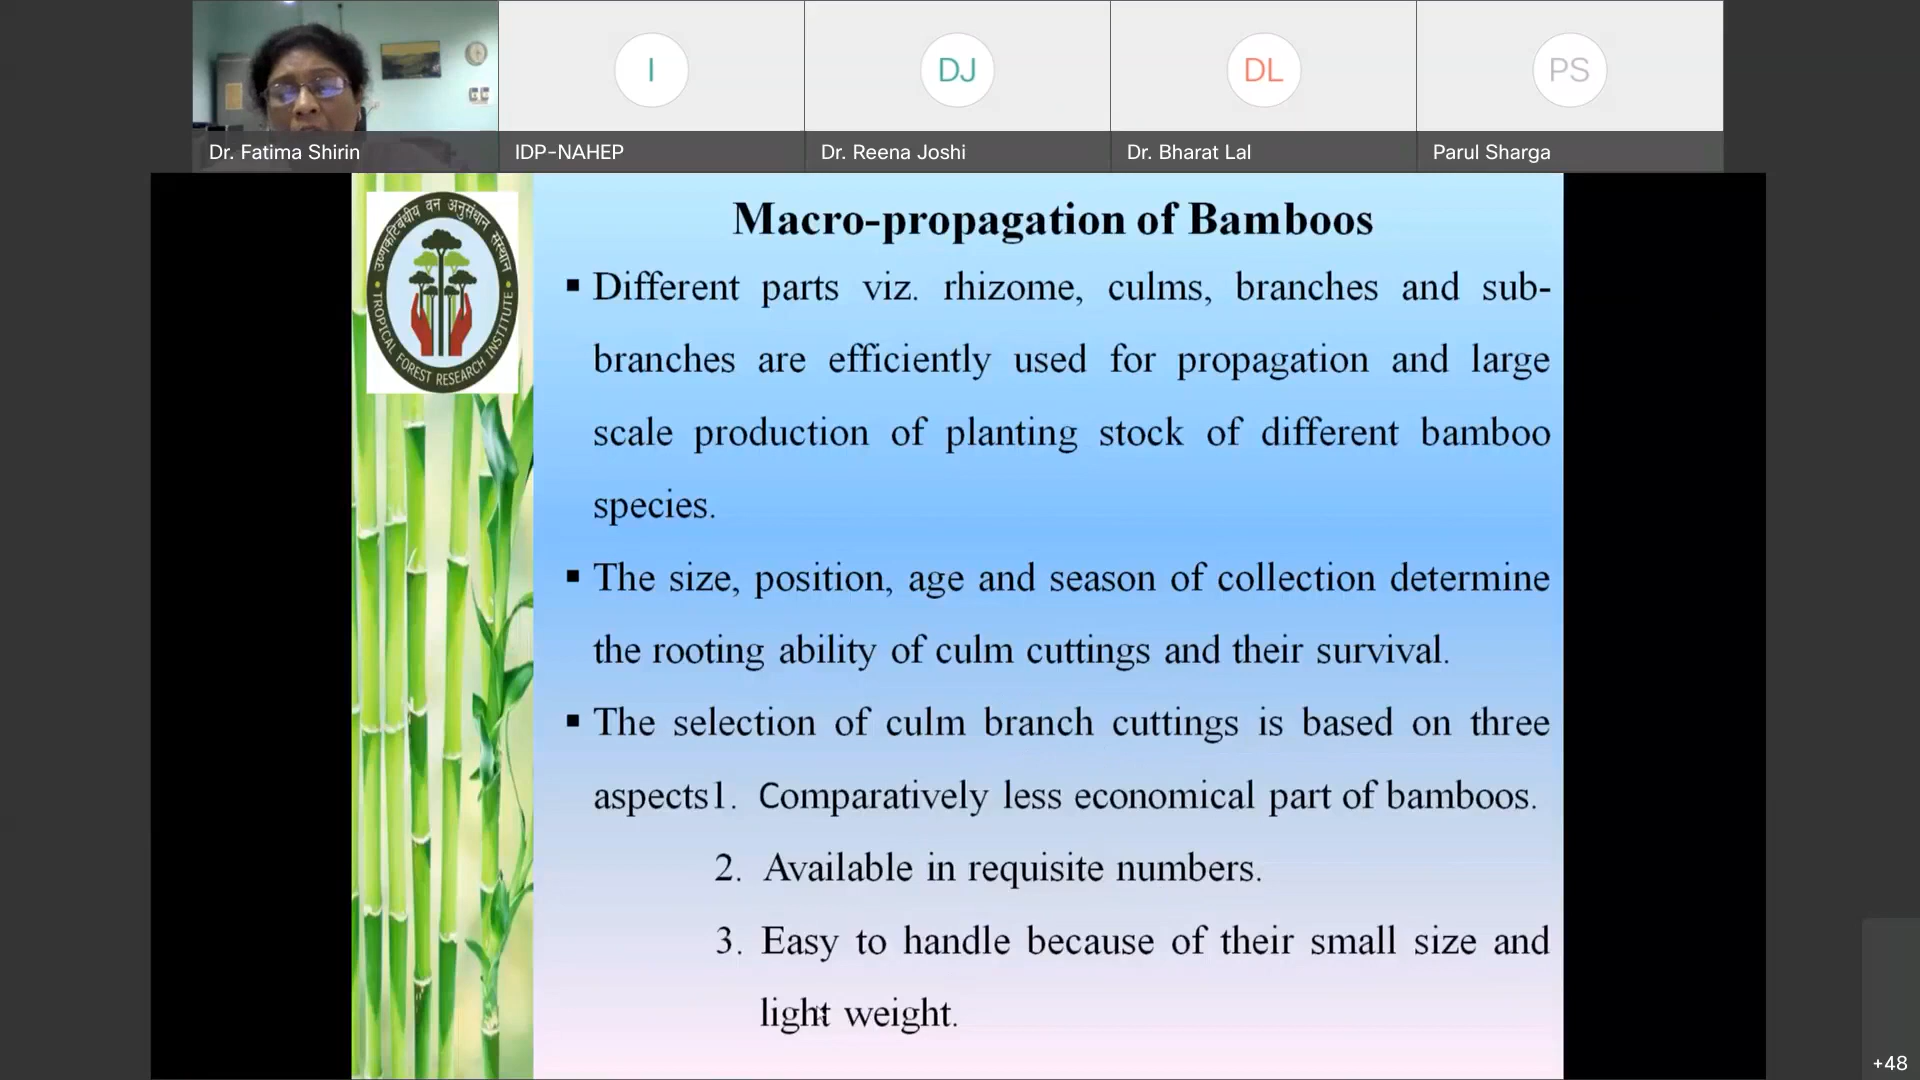 I
DJ
DL
PS
Dr. Fatima Shirin
IDP-NAHEP
Dr. Reena Joshi
Dr. Bharat Lal
Parul Sharga
उष्णकटिबंधीय वन अनुसंधान संस्थान
TROPICAL FOREST RESEARCH INSTITUTE
Macro-propagation of Bamboos
▪ Different parts viz. rhizome, culms, branches and sub-
branches are efficiently used for propagation and large
scale production of planting stock of different bamboo
species.
▪ The size, position, age and season of collection determine
the rooting ability of culm cuttings and their survival.
▪ The selection of culm branch cuttings is based on three
aspects1. Comparatively less economical part of bamboos.
2. Available in requisite numbers.
3. Easy to handle because of their small size and
light weight.
+48